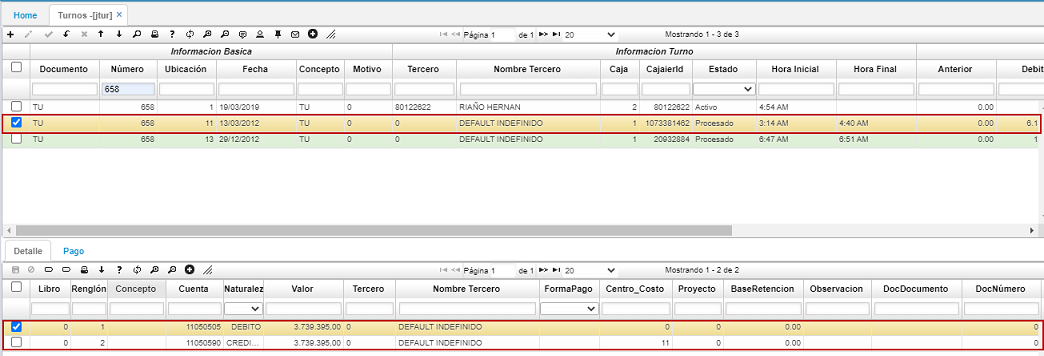 Home Turnos -[jtur] ×
Página 1 de 1 20 Mostrando 1 - 3 de 3
Informacion Basica Informacion Turno
Documento Número Ubicación Fecha Concepto Motivo Tercero Nombre Tercero Caja CajaierId Estado Hora Inicial Hora Final Anterior Debit
658
TU 658 1 19/03/2019 TU 0 80122622 RIAÑO HERNAN 2 80122622 Activo 4:54 AM 0.00
TU 658 11 13/03/2012 TU 0 0 DEFAULT INDEFINIDO 1 1073381462 Procesado 3:14 AM 4:40 AM 0.00 6.1
TU 658 13 29/12/2012 TU 0 0 DEFAULT INDEFINIDO 1 20932884 Procesado 6:47 AM 6:51 AM 0.00 1
Detalle Pago
Página 1 de 1 20 Mostrando 1 - 2 de 2
Libro Renglón Concepto Cuenta Naturalez Valor Tercero Nombre Tercero FormaPago Centro_Costo Proyecto BaseRetencion Observacion DocDocumento DocNúmero
0 1 11050505 DEBITO 3.739.395,00 0 DEFAULT INDEFINIDO 0 0 0.00 0
0 2 11050590 CREDI... 3.739.395,00 0 DEFAULT INDEFINIDO 11 0 0.00 0